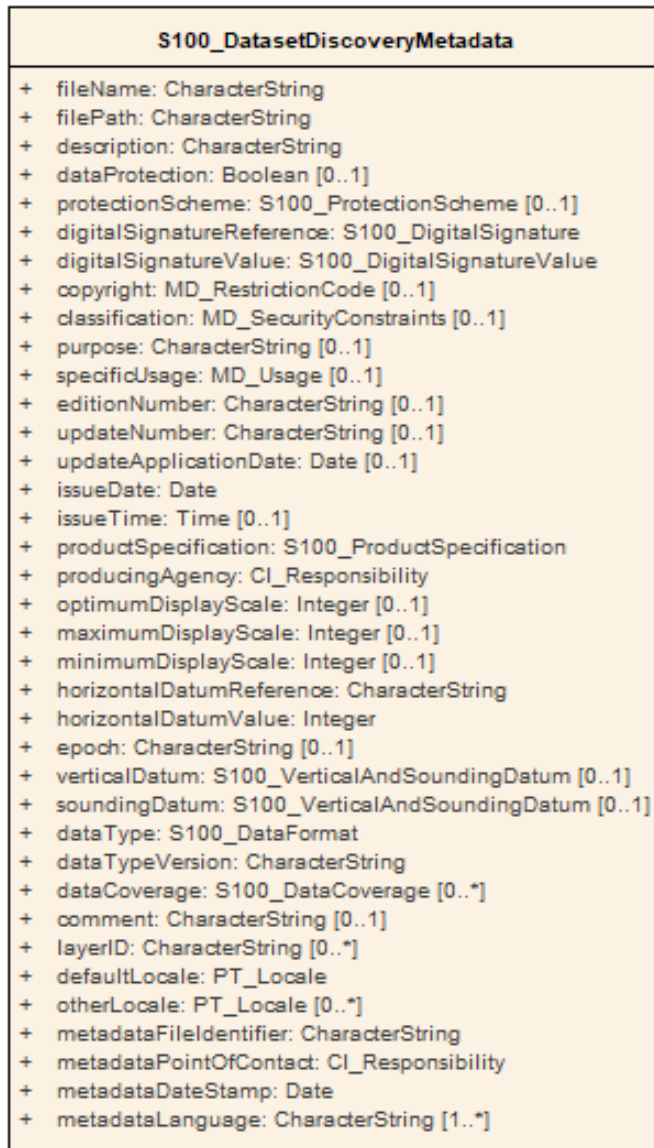 S100_DatasetDiscoveryMetadata
+ fileName: CharacterString
+ filePath: CharacterString
+ description: CharacterString
+ dataProtection: Boolean [0..1]
+ protectionScheme: S100_ProtectionScheme [0..1]
+ digitalSignatureReference: S100_DigitalSignature
+ digitalSignatureValue: S100_DigitalSignatureValue
+ copyright: MD_RestrictionCode [0..1]
+ classification: MD_SecurityConstraints [0..1]
+ purpose: CharacterString [0..1]
+ specificUsage: MD_Usage [0..1]
+ editionNumber: CharacterString [0..1]
+ updateNumber: CharacterString [0..1]
+ updateApplicationDate: Date [0..1]
+ issueDate: Date
+ issueTime: Time [0..1]
+ productSpecification: S100_ProductSpecification
+ producingAgency: CI_Responsibility
+ optimumDisplayScale: Integer [0..1]
+ maximumDisplayScale: Integer [0..1]
+ minimumDisplayScale: Integer [0..1]
+ horizontalDatumReference: CharacterString
+ horizontalDatumValue: Integer
+ epoch: CharacterString [0..1]
+ verticalDatum: S100_VerticalAndSoundingDatum [0..1]
+ soundingDatum: S100_VerticalAndSoundingDatum [0..1]
+ dataType: S100_DataFormat
+ dataTypeVersion: CharacterString
+ dataCoverage: S100_DataCoverage [0..*]
+ comment: CharacterString [0..1]
+ layerID: CharacterString [0..*]
+ defaultLocale: PT_Locale
+ otherLocale: PT_Locale [0..*]
+ metadataFileIdentifier: CharacterString
+ metadataPointOfContact: CI_Responsibility
+ metadataDateStamp: Date
+ metadataLanguage: CharacterString [1..*]